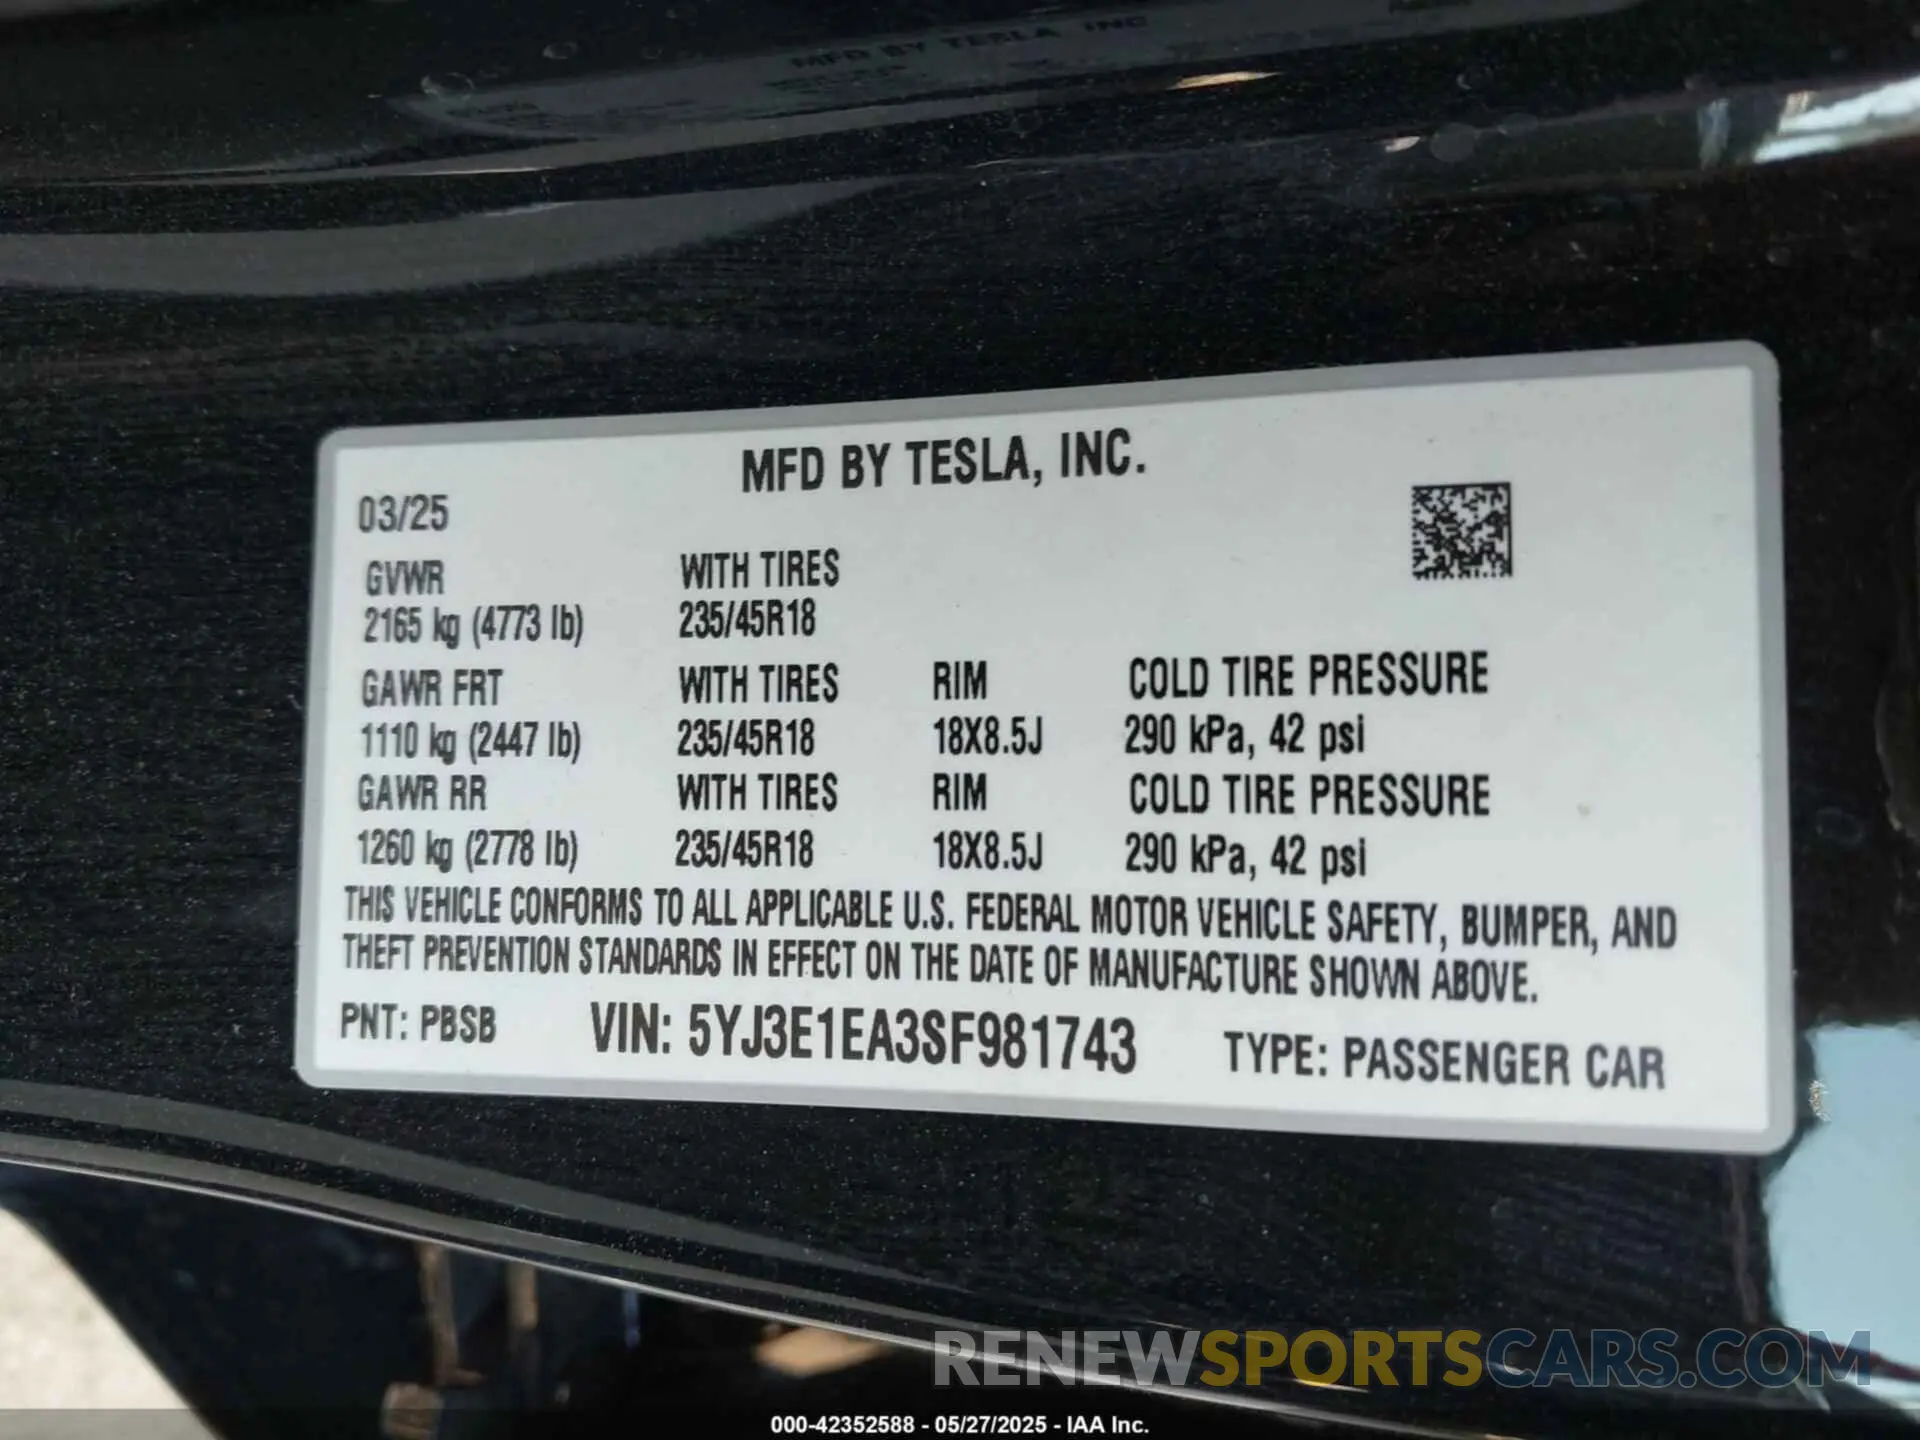 MFD BY TESLA, INC
MFD BY TESLA, INC.
03/25
GVWR WITH TIRES
2165 kg (4773 lb) 235/45R18
GAWR FRT WITH TIRES RIM COLD TIRE PRESSURE
1110 kg (2447 lb) 235/45R18 18X8.5J 290 kPa, 42 psi
GAWR RR WITH TIRES RIM COLD TIRE PRESSURE
1260 kg (2778 lb) 235/45R18 18X8.5J 290 kPa, 42 psi
THIS VEHICLE CONFORMS TO ALL APPLICABLE U.S. FEDERAL MOTOR VEHICLE SAFETY, BUMPER, AND
THEFT PREVENTION STANDARDS IN EFFECT ON THE DATE OF MANUFACTURE SHOWN ABOVE.
PNT: PBSB VIN: 5YJ3E1EA3SF981743 TYPE: PASSENGER CAR
RENEWSPORTSCARS.COM
000-42352588 - 05/27/2025 - IAA Inc.